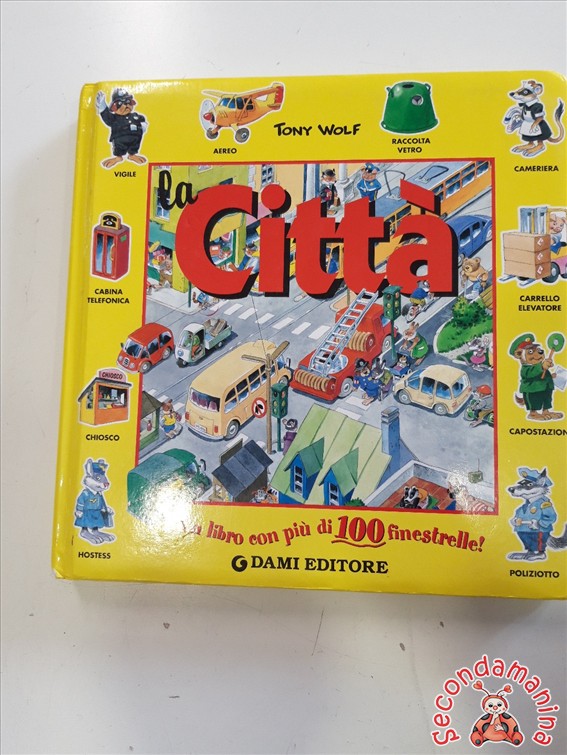 TONY WOLF
VIGILE
AEREO
RACCOLTA
VETRO
CAMERIERA
la
Città
CABINA
TELEFONICA
CARRELLO
ELEVATORE
CHIOSCO
CHIOSCO
CAPOSTAZION
libro con più di 100 finestrelle!
HOSTESS
DAMI EDITORE
POLIZIOTTO
Secondamanina